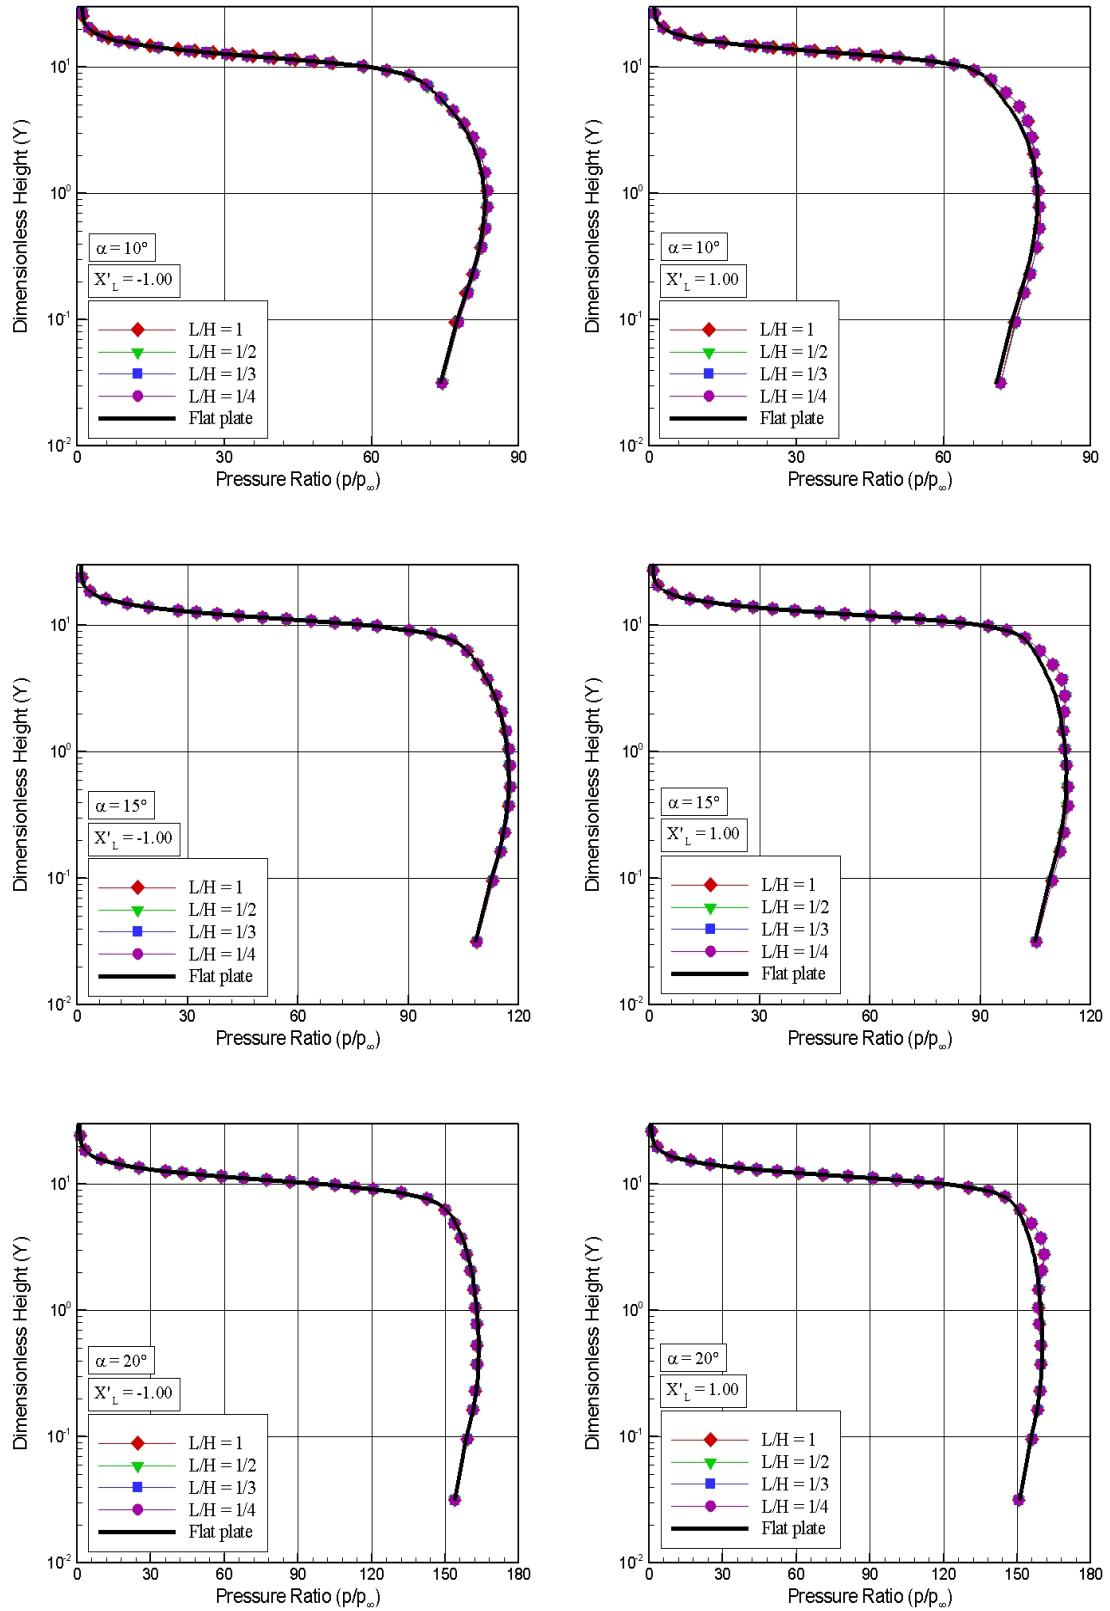 Dimensionless Height (Y)
10¹
10⁰
10⁻¹
10⁻²
α = 10°
X'L = -1.00
L/H = 1
L/H = 1/2
L/H = 1/3
L/H = 1/4
Flat plate
0 30 60 90
Pressure Ratio (p/p∞)
Dimensionless Height (Y)
10¹
10⁰
10⁻¹
10⁻²
α = 10°
X'L = 1.00
L/H = 1
L/H = 1/2
L/H = 1/3
L/H = 1/4
Flat plate
0 30 60 90
Pressure Ratio (p/p∞)
Dimensionless Height (Y)
10¹
10⁰
10⁻¹
10⁻²
α = 15°
X'L = -1.00
L/H = 1
L/H = 1/2
L/H = 1/3
L/H = 1/4
Flat plate
0 30 60 90 120
Pressure Ratio (p/p∞)
Dimensionless Height (Y)
10¹
10⁰
10⁻¹
10⁻²
α = 15°
X'L = 1.00
L/H = 1
L/H = 1/2
L/H = 1/3
L/H = 1/4
Flat plate
0 30 60 90 120
Pressure Ratio (p/p∞)
Dimensionless Height (Y)
10¹
10⁰
10⁻¹
10⁻²
α = 20°
X'L = -1.00
L/H = 1
L/H = 1/2
L/H = 1/3
L/H = 1/4
Flat plate
0 30 60 90 120 150 180
Pressure Ratio (p/p∞)
Dimensionless Height (Y)
10¹
10⁰
10⁻¹
10⁻²
α = 20°
X'L = 1.00
L/H = 1
L/H = 1/2
L/H = 1/3
L/H = 1/4
Flat plate
0 30 60 90 120 150 180
Pressure Ratio (p/p∞)